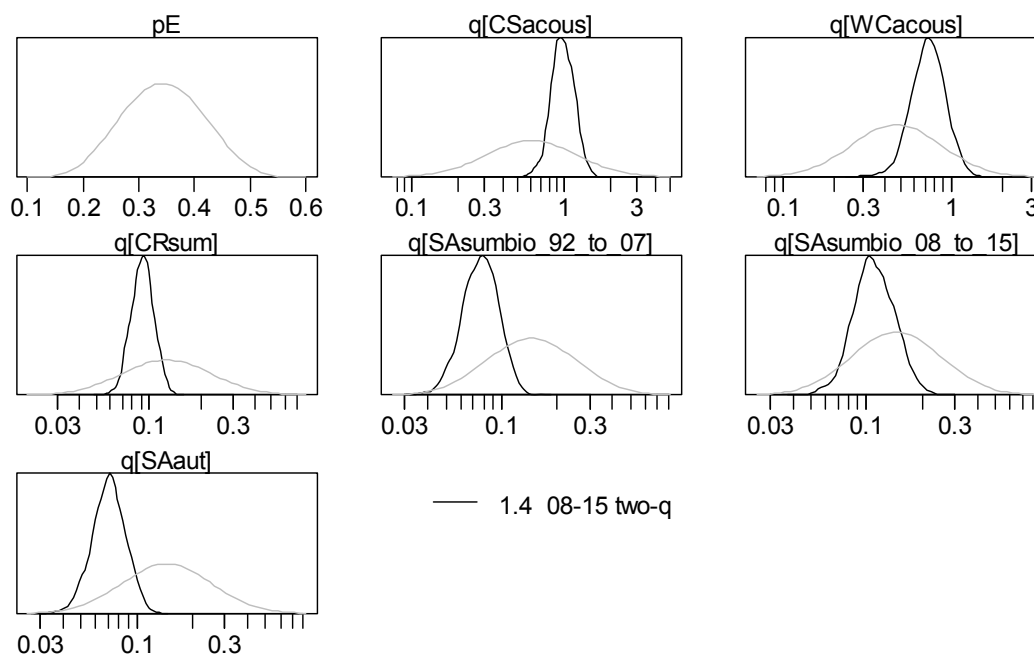 pE
q[CSacous]
q[WCacous]
0.1 0.2 0.3 0.4 0.5 0.6
0.1 0.3 1 3
0.1 0.3 1 3
q[CRsum]
q[SAsumbio_92_to_07]
q[SAsumbio_08_to_15]
0.03 0.1 0.3
0.03 0.1 0.3
0.03 0.1 0.3
q[SAaut]
1.4 08-15 two-q
0.03 0.1 0.3